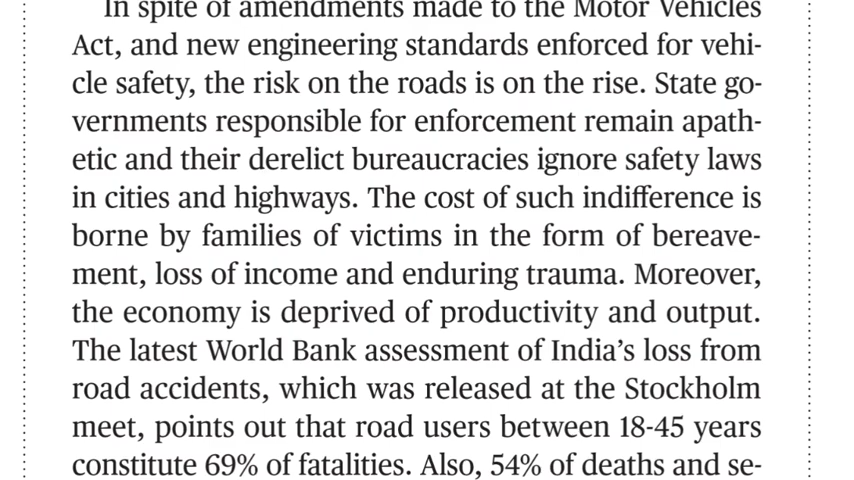 In spite of amendments made to the Motor Vehicles
Act, and new engineering standards enforced for vehi-
cle safety, the risk on the roads is on the rise. State go-
vernments responsible for enforcement remain apath-
etic and their derelict bureaucracies ignore safety laws
in cities and highways. The cost of such indifference is
borne by families of victims in the form of bereave-
ment, loss of income and enduring trauma. Moreover,
the economy is deprived of productivity and output.
The latest World Bank assessment of India’s loss from
road accidents, which was released at the Stockholm
meet, points out that road users between 18-45 years
constitute 69% of fatalities. Also, 54% of deaths and se-